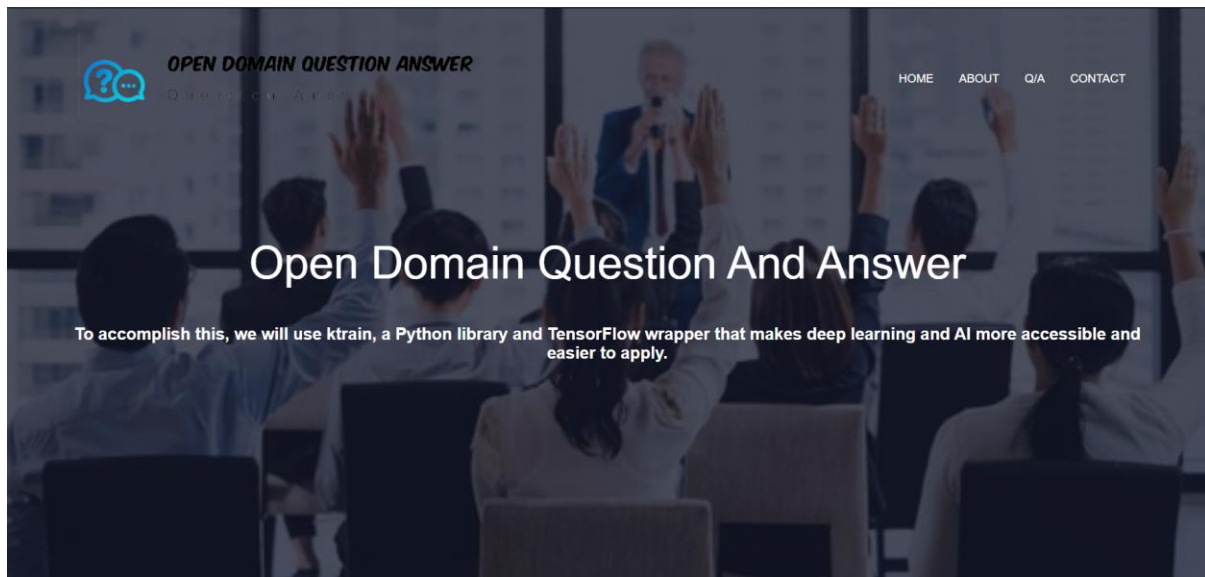 OPEN DOMAIN QUESTION ANSWER
HOME ABOUT Q/A CONTACT
Open Domain Question And Answer
To accomplish this, we will use ktrain, a Python library and TensorFlow wrapper that makes deep learning and AI more accessible and
easier to apply.